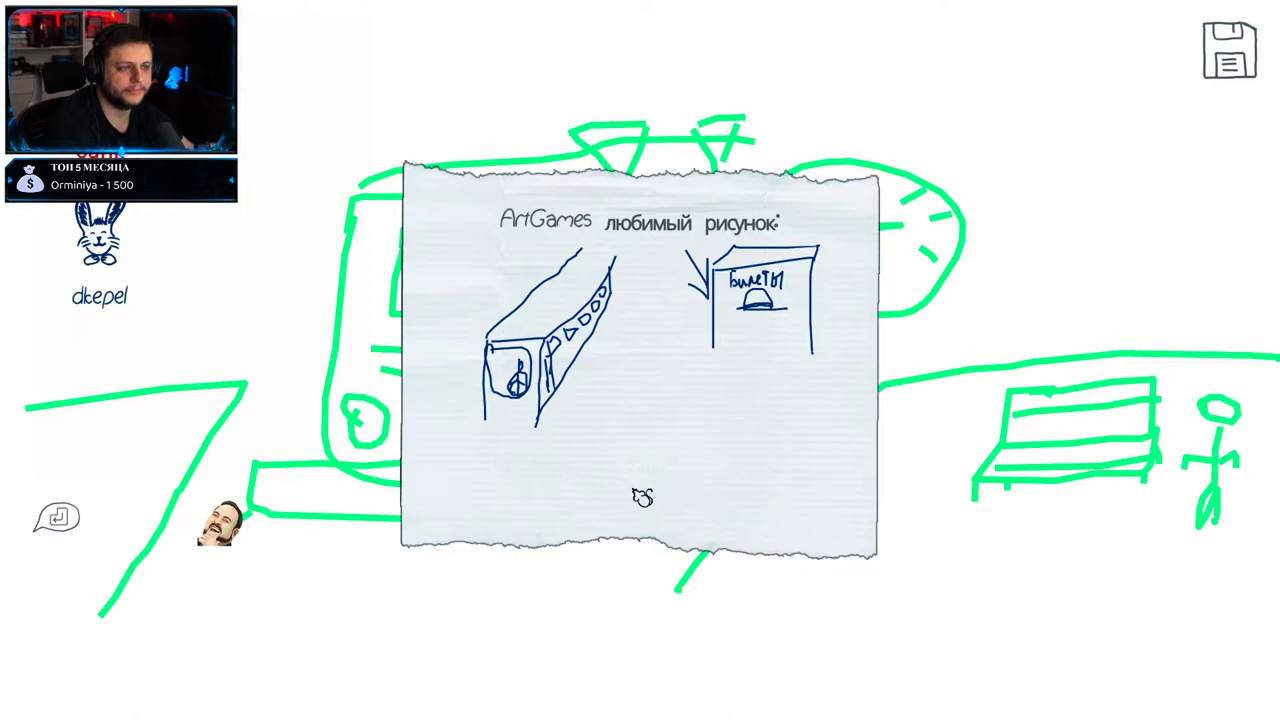 ТОП 5 МЕСЯЦА
Orminiya - 1 500
dkepel
ArtGames любимый рисунок:
Билеты